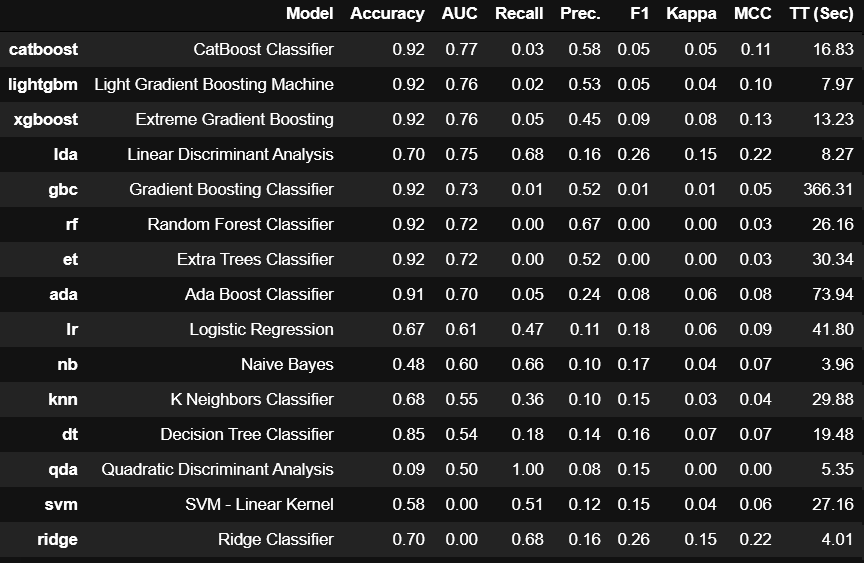 Model Accuracy AUC Recall Prec. F1 Kappa MCC TT (Sec)
catboost CatBoost Classifier 0.92 0.77 0.03 0.58 0.05 0.05 0.11 16.83
lightgbm Light Gradient Boosting Machine 0.92 0.76 0.02 0.53 0.05 0.04 0.10 7.97
xgboost Extreme Gradient Boosting 0.92 0.76 0.05 0.45 0.09 0.08 0.13 13.23
lda Linear Discriminant Analysis 0.70 0.75 0.68 0.16 0.26 0.15 0.22 8.27
gbc Gradient Boosting Classifier 0.92 0.73 0.01 0.52 0.01 0.01 0.05 366.31
rf Random Forest Classifier 0.92 0.72 0.00 0.67 0.00 0.00 0.03 26.16
et Extra Trees Classifier 0.92 0.72 0.00 0.52 0.00 0.00 0.03 30.34
ada Ada Boost Classifier 0.91 0.70 0.05 0.24 0.08 0.06 0.08 73.94
lr Logistic Regression 0.67 0.61 0.47 0.11 0.18 0.06 0.09 41.80
nb Naive Bayes 0.48 0.60 0.66 0.10 0.17 0.04 0.07 3.96
knn K Neighbors Classifier 0.68 0.55 0.36 0.10 0.15 0.03 0.04 29.88
dt Decision Tree Classifier 0.85 0.54 0.18 0.14 0.16 0.07 0.07 19.48
qda Quadratic Discriminant Analysis 0.09 0.50 1.00 0.08 0.15 0.00 0.00 5.35
svm SVM - Linear Kernel 0.58 0.00 0.51 0.12 0.15 0.04 0.06 27.16
ridge Ridge Classifier 0.70 0.00 0.68 0.16 0.26 0.15 0.22 4.01